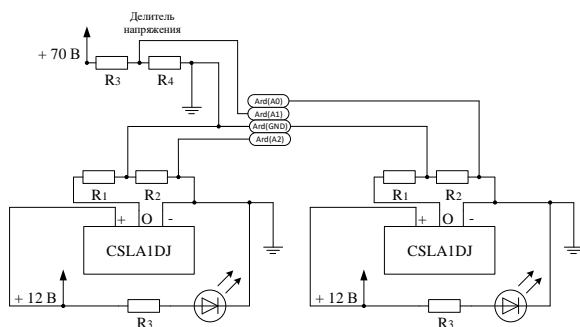 Делитель
напряжения
+ 70 В
R3
R4
Ard(A0)
Ard(A1)
Ard(GND)
Ard(A2)
R1
R2
R1
R2
+ O -
CSLA1DJ
+ O -
CSLA1DJ
+ 12 В
R3
+ 12 В
R3